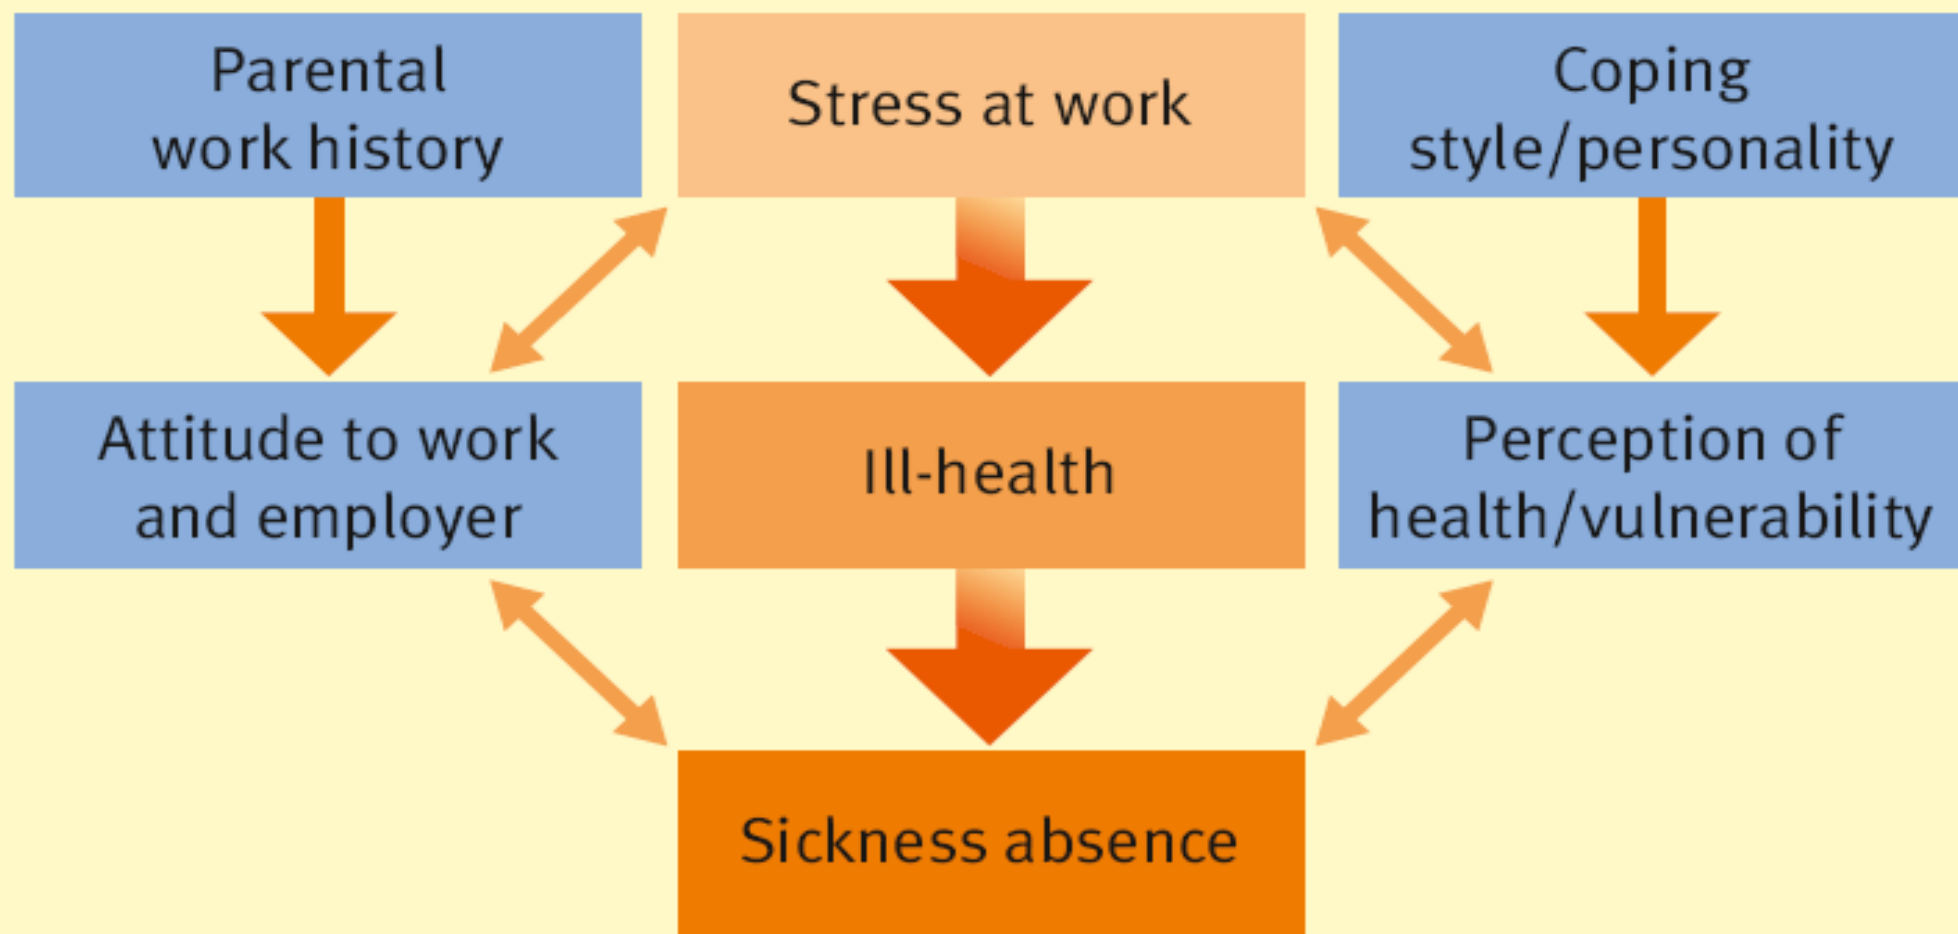 Parental
work history
Stress at work
Coping
style/personality
Attitude to work
and employer
Ill-health
Perception of
health/vulnerability
Sickness absence